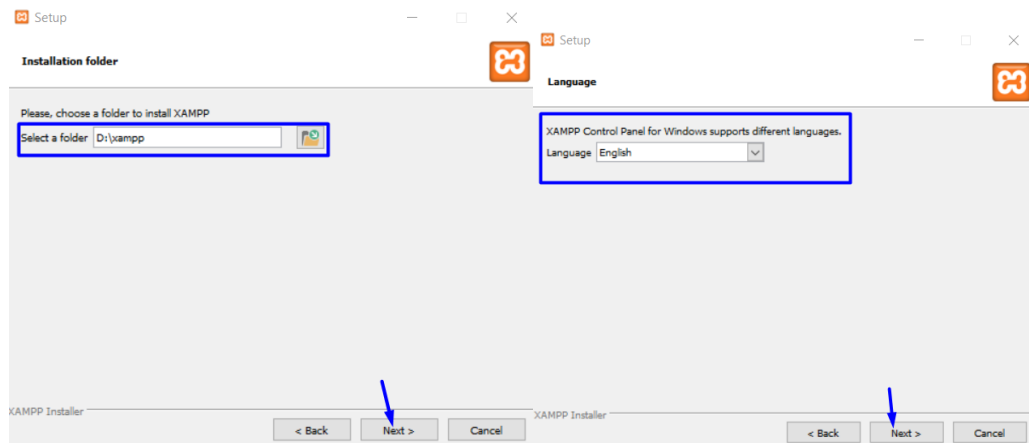 Setup
Installation folder
Please, choose a folder to install XAMPP
Select a folder D:\xampp
XAMPP Installer
< Back Next > Cancel
Setup
Language
XAMPP Control Panel for Windows supports different languages.
Language English
XAMPP Installer
< Back Next > Cancel